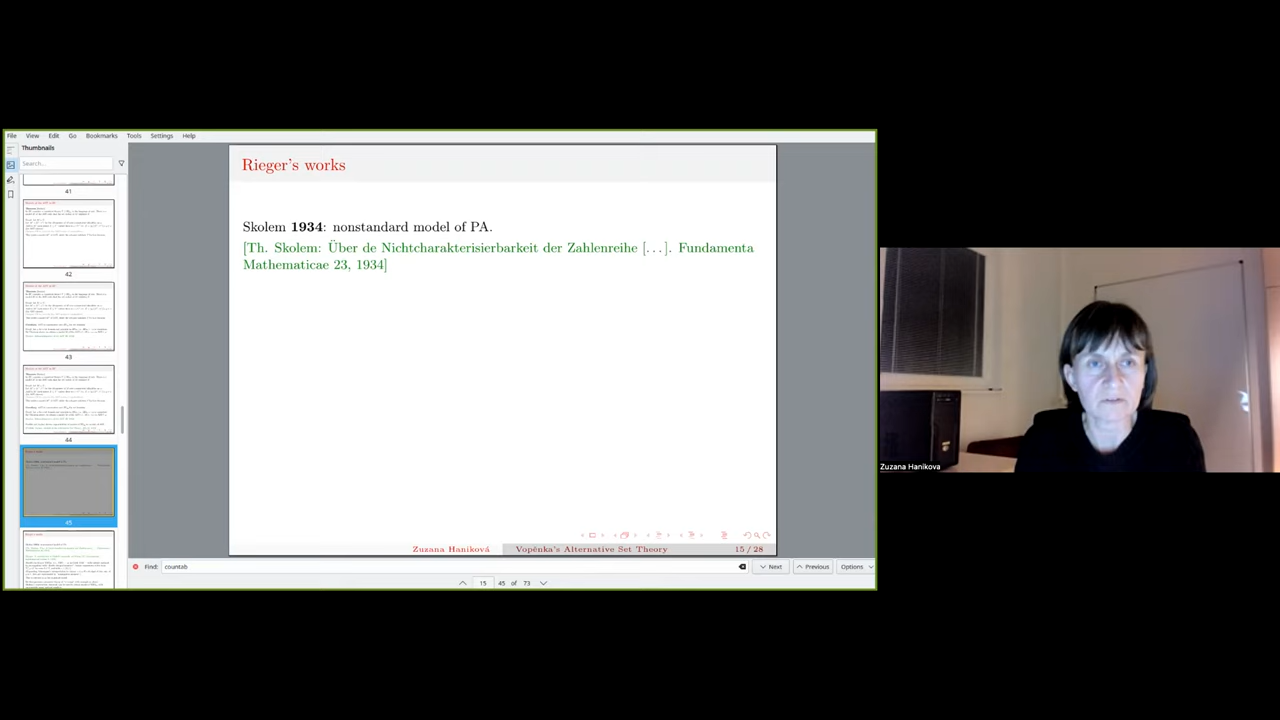 File View Edit Go Bookmarks Tools Settings Help
Thumbnails
Search...
41
42
43
44
45
Rieger's works
Skolem 1934: nonstandard model of PA.
[Th. Skolem: Über de Nichtcharakterisierbarkeit der Zahlenreihe [...]. Fundamenta
Mathematicae 23, 1934]
Zuzana Haniková Vopěnka's Alternative Set Theory 15 / 28
Find: countab Next Previous Options
15 45 of 73
Zuzana Hanikova